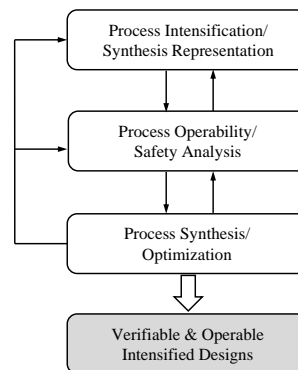 Process Intensification/
Synthesis Representation
Process Operability/
Safety Analysis
Process Synthesis/
Optimization
Verifiable & Operable
Intensified Designs